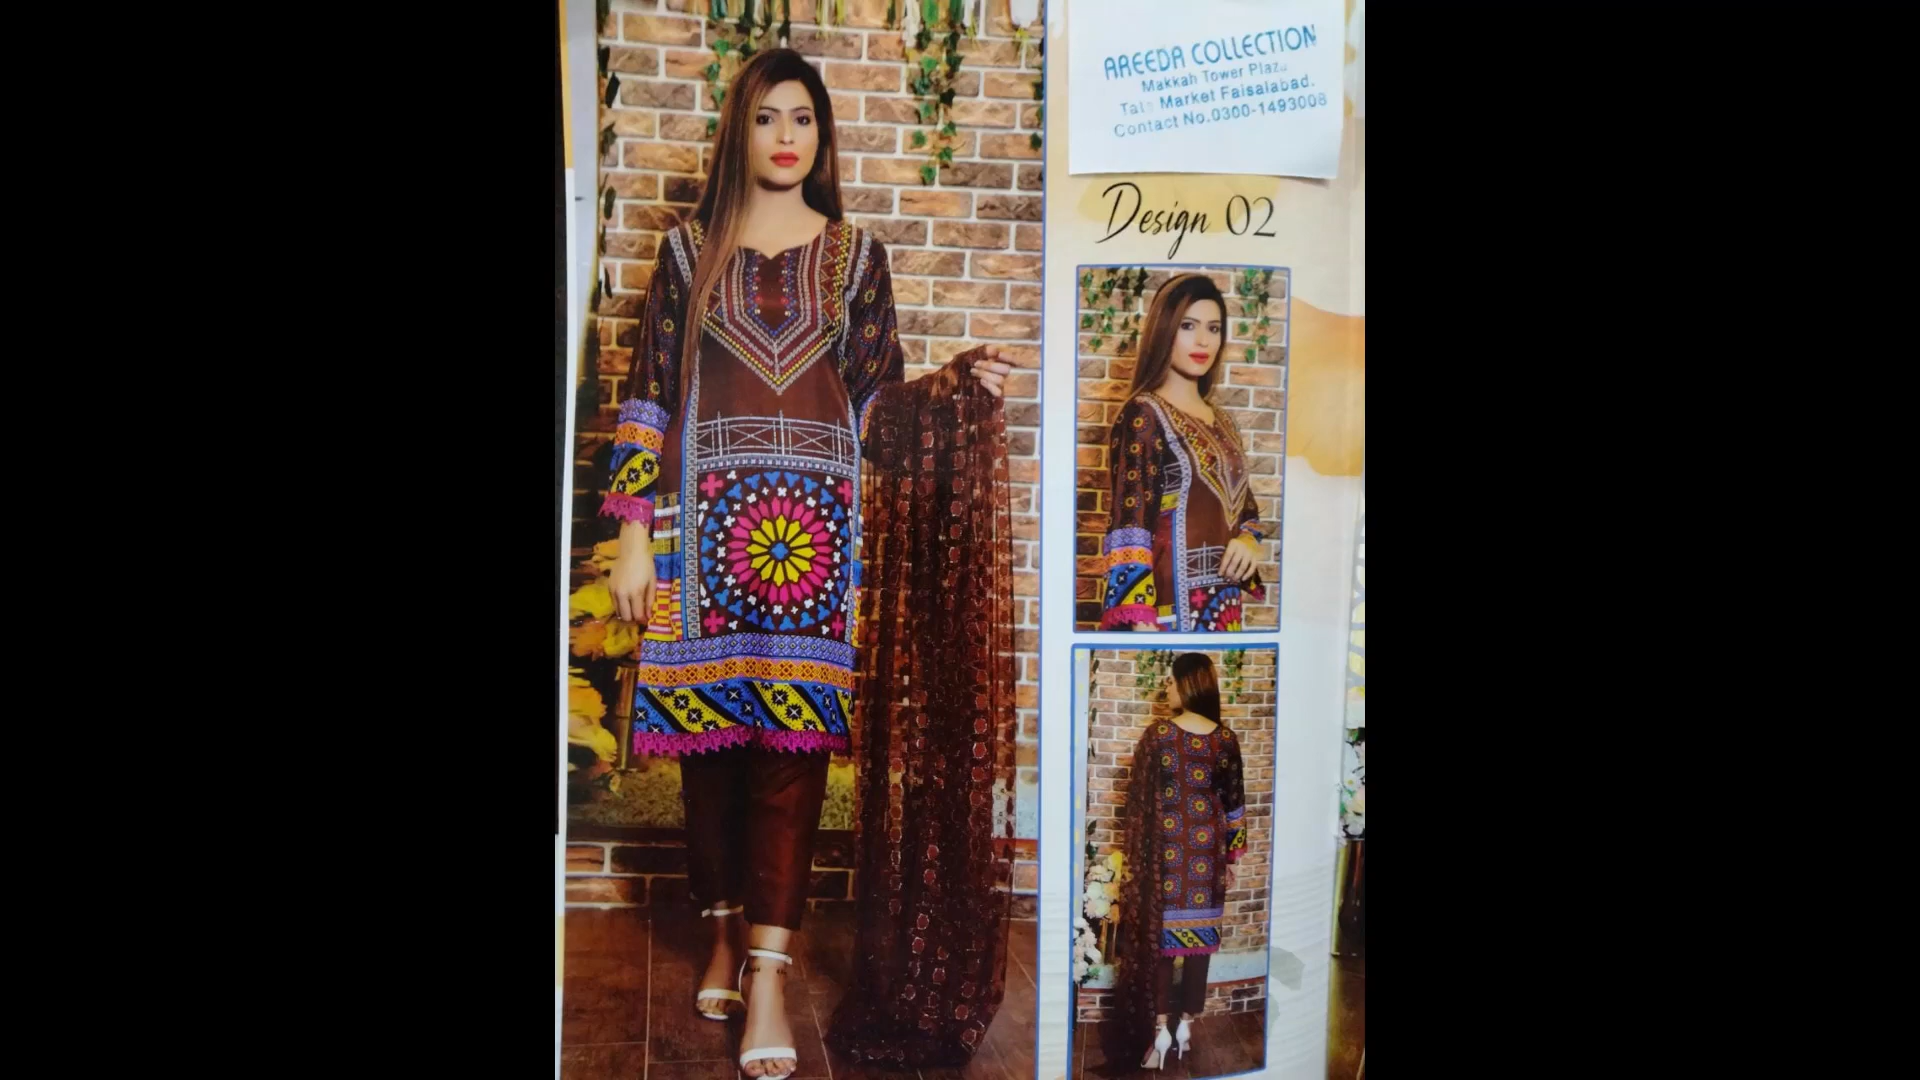 AREEDA COLLECTION
Makkah Tower Plaza
Market Faisalabad.
Contact No.0300-1493008
Design 02